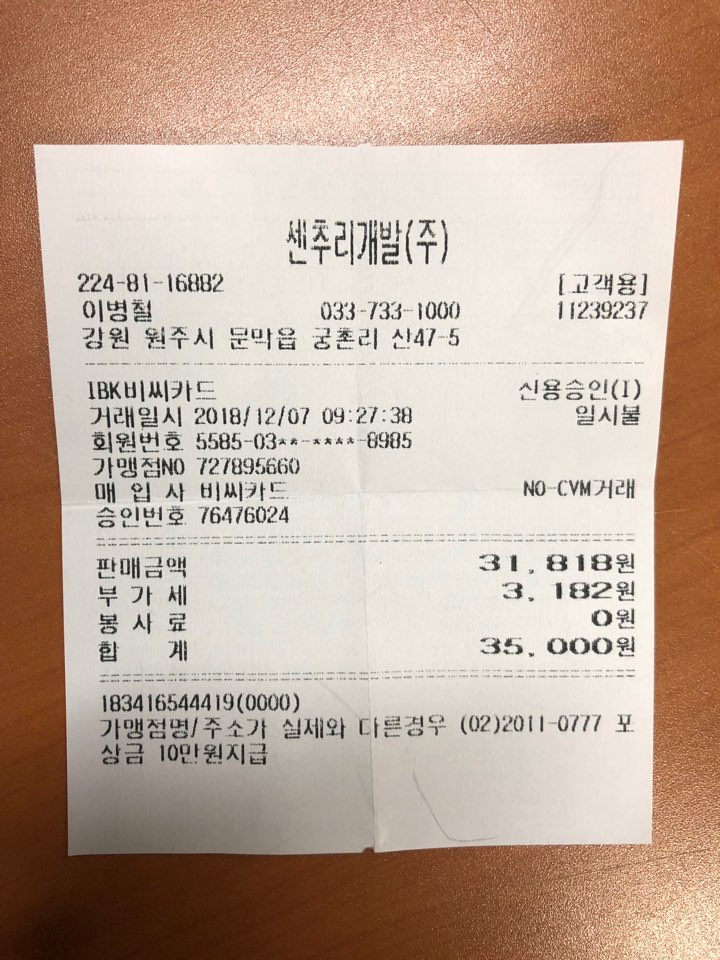 센추리개발(주)
224-81-16882 [고객용]
이병철 033-733-1000 11239237
강원 원주시 문막읍 궁촌리 산47-5
IBK비씨카드 신용승인(I)
거래일시 2018/12/07 09:27:38 일시불
회원번호 5585-03**-****-8985
가맹점NO 727895660
매 입 사 비씨카드 NO-CVM거래
승인번호 76476024
판매금액 31,818원
부 가 세 3,182원
봉 사 료 0원
합 계 35,000원
183416544419(0000)
가맹점명/주소가 실제와 다른경우 (02)2011-0777 포
상금 10만원지급